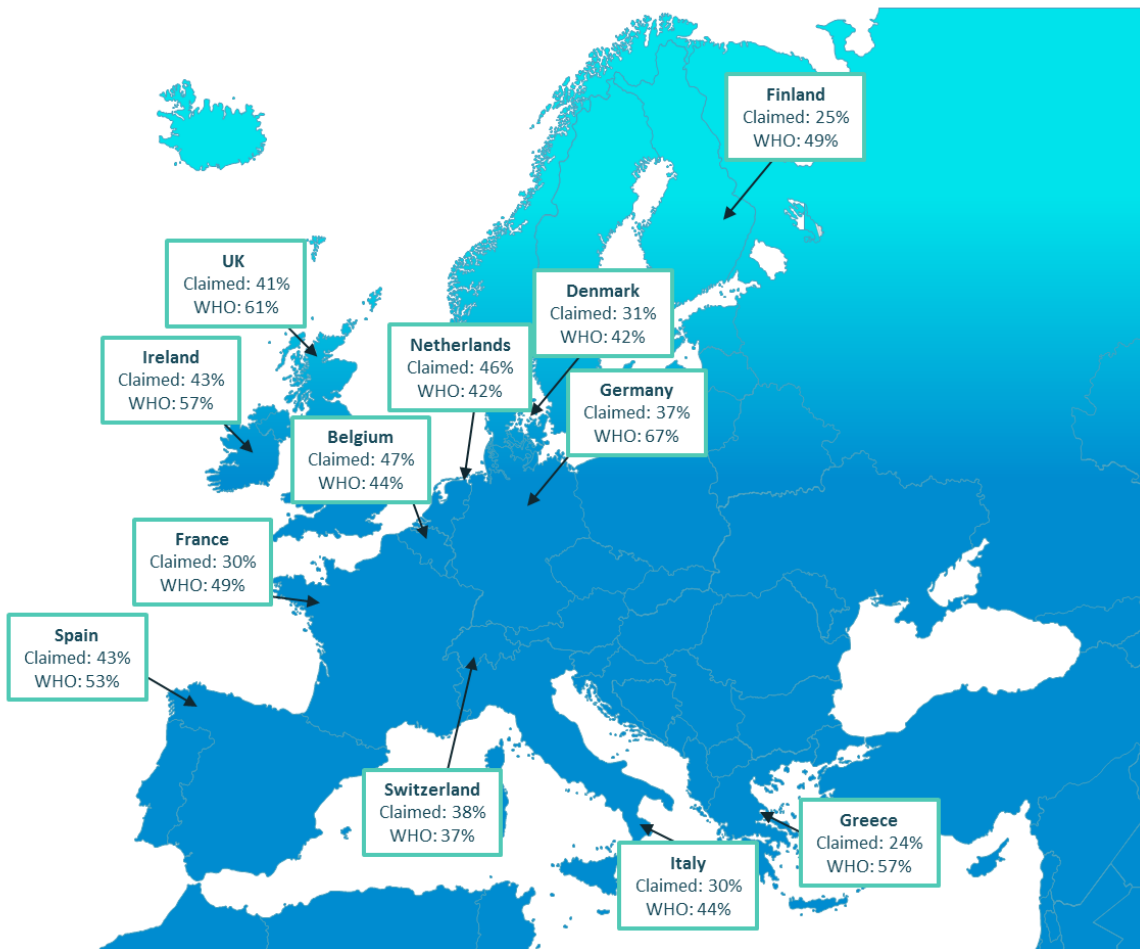 Finland
Claimed: 25%
WHO: 49%
UK
Claimed: 41%
WHO: 61%
Denmark
Claimed: 31%
WHO: 42%
Netherlands
Claimed: 46%
WHO: 42%
Ireland
Claimed: 43%
WHO: 57%
Germany
Claimed: 37%
WHO: 67%
Belgium
Claimed: 47%
WHO: 44%
France
Claimed: 30%
WHO: 49%
Spain
Claimed: 43%
WHO: 53%
Switzerland
Claimed: 38%
WHO: 37%
Greece
Claimed: 24%
WHO: 57%
Italy
Claimed: 30%
WHO: 44%